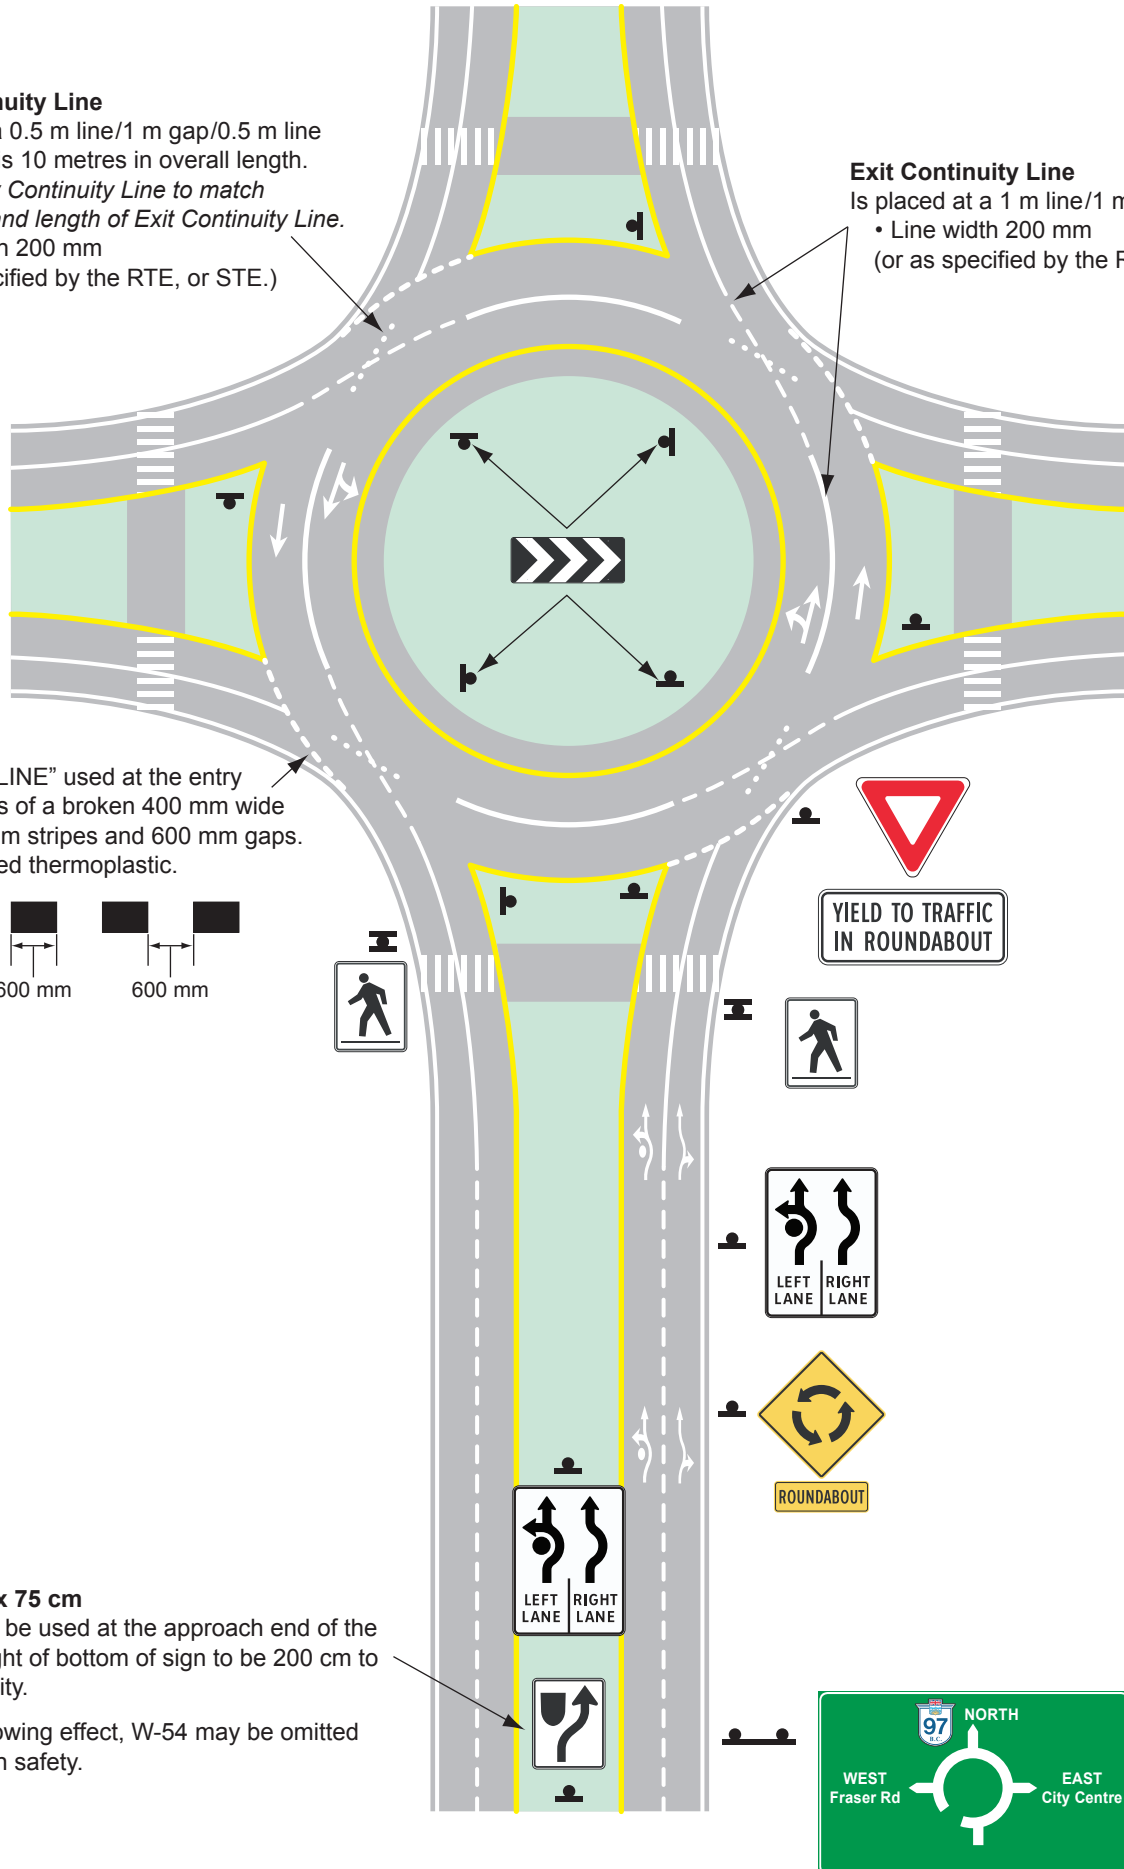 nuity Line
a 0.5 m line/1 m gap/0.5 m line
is 10 metres in overall length.
Continuity Line to match
and length of Exit Continuity Line.
200 mm
cified by the RTE, or STE.)
Exit Continuity Line
Is placed at a 1 m line/1 m
• Line width 200 mm
(or as specified by the R
LINE” used at the entry
s of a broken 400 mm wide
m stripes and 600 mm gaps.
ed thermoplastic.
600 mm
600 mm
YIELD TO TRAFFIC
IN ROUNDABOUT
LEFT
LANE
RIGHT
LANE
ROUNDABOUT
LEFT
LANE
RIGHT
LANE
x 75 cm
be used at the approach end of the
ght of bottom of sign to be 200 cm to
ity.
owing effect, W-54 may be omitted
n safety.
97
B.C.
NORTH
WEST
Fraser Rd
EAST
City Centre